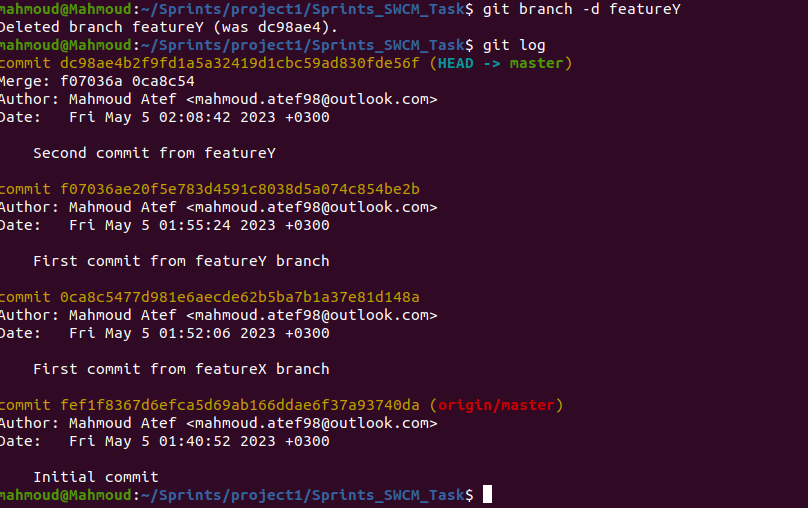 mahmoud@Mahmoud:~/Sprints/project1/Sprints_SWCM_Task$ git branch -d featureY
Deleted branch featureY (was dc98ae4).
mahmoud@Mahmoud:~/Sprints/project1/Sprints_SWCM_Task$ git log
commit dc98ae4b2f9fd1a5a32419d1cbc59ad830fde56f (HEAD -> master)
Merge: f07036a 0ca8c54
Author: Mahmoud Atef <mahmoud.atef98@outlook.com>
Date:   Fri May 5 02:08:42 2023 +0300

    Second commit from featureY

commit f07036ae20f5e783d4591c8038d5a074c854be2b
Author: Mahmoud Atef <mahmoud.atef98@outlook.com>
Date:   Fri May 5 01:55:24 2023 +0300

    First commit from featureY branch

commit 0ca8c5477d981e6aecde62b5ba7b1a37e81d148a
Author: Mahmoud Atef <mahmoud.atef98@outlook.com>
Date:   Fri May 5 01:52:06 2023 +0300

    First commit from featureX branch

commit fef1f8367d6efca5d69ab166ddae6f37a93740da (origin/master)
Author: Mahmoud Atef <mahmoud.atef98@outlook.com>
Date:   Fri May 5 01:40:52 2023 +0300

    Initial commit
mahmoud@Mahmoud:~/Sprints/project1/Sprints_SWCM_Task$